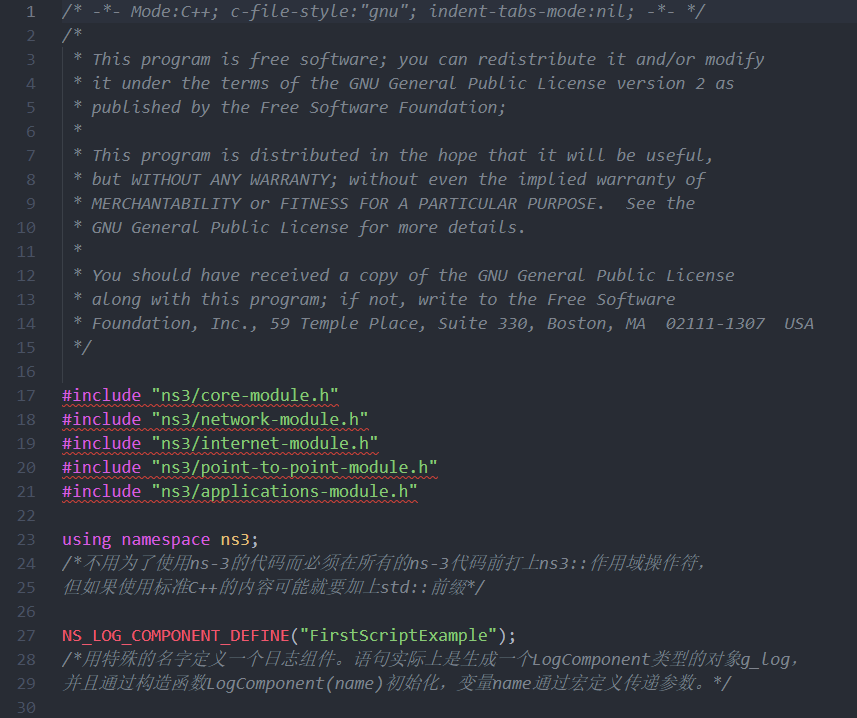 1 /* -*- Mode:C++; c-file-style:"gnu"; indent-tabs-mode:nil; -*- */
2 /*
3  * This program is free software; you can redistribute it and/or modify
4  * it under the terms of the GNU General Public License version 2 as
5  * published by the Free Software Foundation;
6  *
7  * This program is distributed in the hope that it will be useful,
8  * but WITHOUT ANY WARRANTY; without even the implied warranty of
9  * MERCHANTABILITY or FITNESS FOR A PARTICULAR PURPOSE.  See the
10  * GNU General Public License for more details.
11  *
12  * You should have received a copy of the GNU General Public License
13  * along with this program; if not, write to the Free Software
14  * Foundation, Inc., 59 Temple Place, Suite 330, Boston, MA  02111-1307  USA
15  */
16
17 #include "ns3/core-module.h"
18 #include "ns3/network-module.h"
19 #include "ns3/internet-module.h"
20 #include "ns3/point-to-point-module.h"
21 #include "ns3/applications-module.h"
22
23 using namespace ns3;
24 /*不用为了使用ns-3的代码而必须在所有的ns-3代码前打上ns3::作用域操作符，
25 但如果使用标准C++的内容可能就要加上std::前缀*/
26
27 NS_LOG_COMPONENT_DEFINE("FirstScriptExample");
28 /*用特殊的名字定义一个日志组件。语句实际上是生成一个LogComponent类型的对象g_log，
29 并且通过构造函数LogComponent(name)初始化，变量name通过宏定义传递参数。*/
30